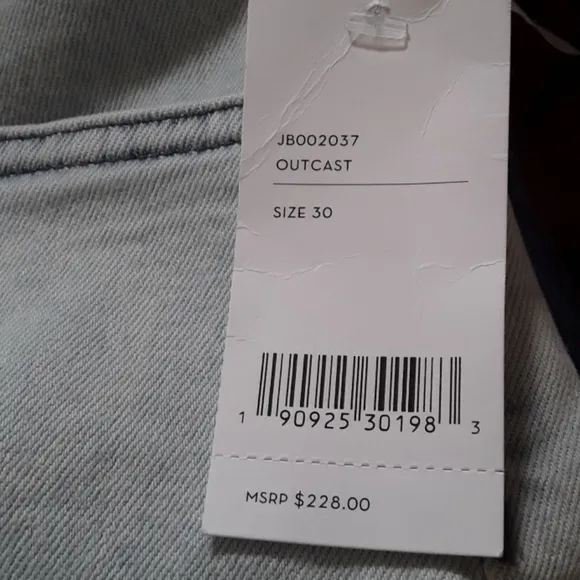 JB002037
OUTCAST
SIZE 30
1 90925 30198 3
MSRP $228.00